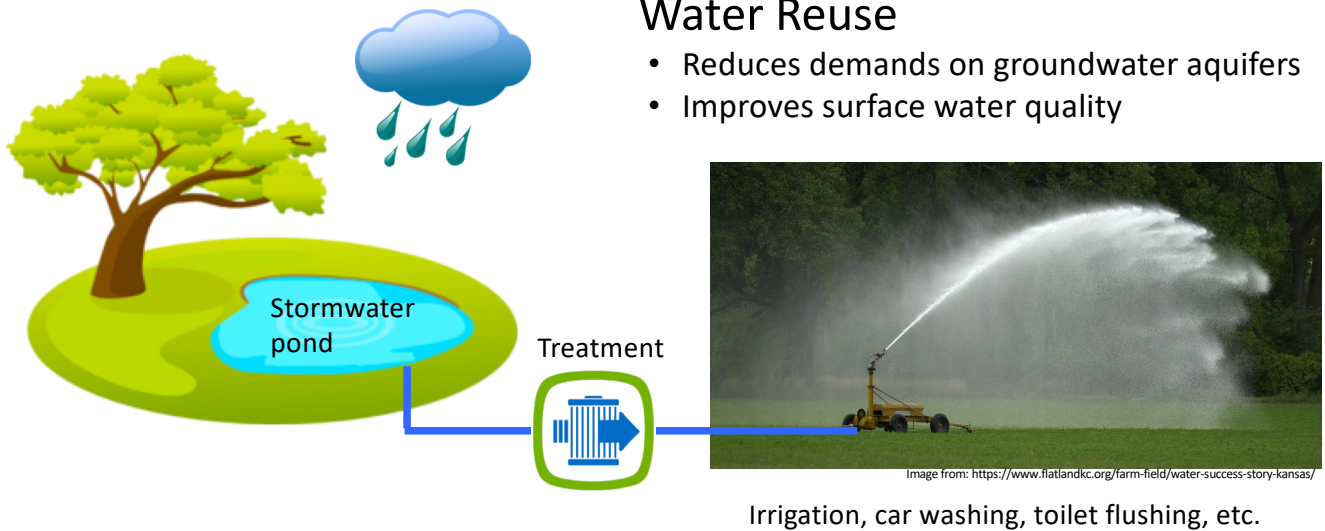 Water Reuse
• Reduces demands on groundwater aquifers
• Improves surface water quality
Stormwater
pond
Treatment
Image from: https://www.flatlandkc.org/farm-field/water-success-story-kansas/
Irrigation, car washing, toilet flushing, etc.